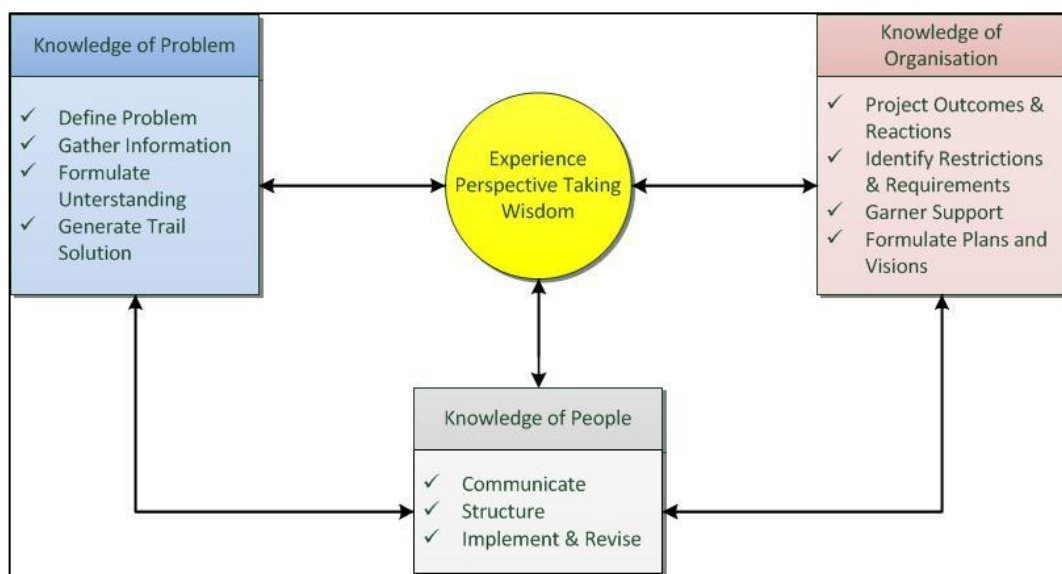 Knowledge of Problem
✓ Define Problem
✓ Gather Information
✓ Formulate
Unterstanding
✓ Generate Trail
Solution
Experience
Perspective Taking
Wisdom
Knowledge of
Organisation
✓ Project Outcomes &
Reactions
✓ Identify Restrictions
& Requirements
✓ Garner Support
✓ Formulate Plans and
Visions
Knowledge of People
✓ Communicate
✓ Structure
✓ Implement & Revise